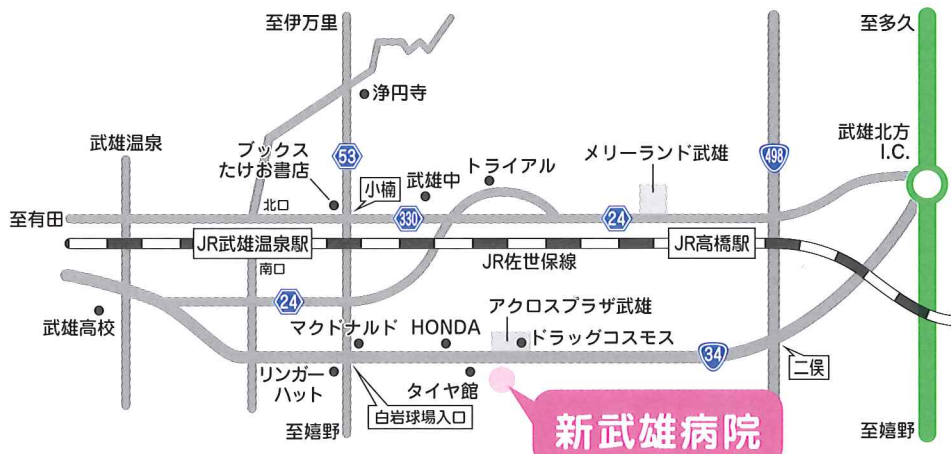 至伊万里
至多久
浄円寺
武雄温泉
ブックス
たけお書店
53
小楠
武雄中
トライアル
メリーランド武雄
498
武雄北方
I.C.
至有田
北口
330
24
JR武雄温泉駅
JR佐世保線
JR高橋駅
南口
24
武雄高校
マクドナルド
HONDA
アクロスプラザ武雄
ドラッグコスモス
34
二俣
リンガー
ハット
白岩球場入口
タイヤ館
新武雄病院
至嬉野
至嬉野